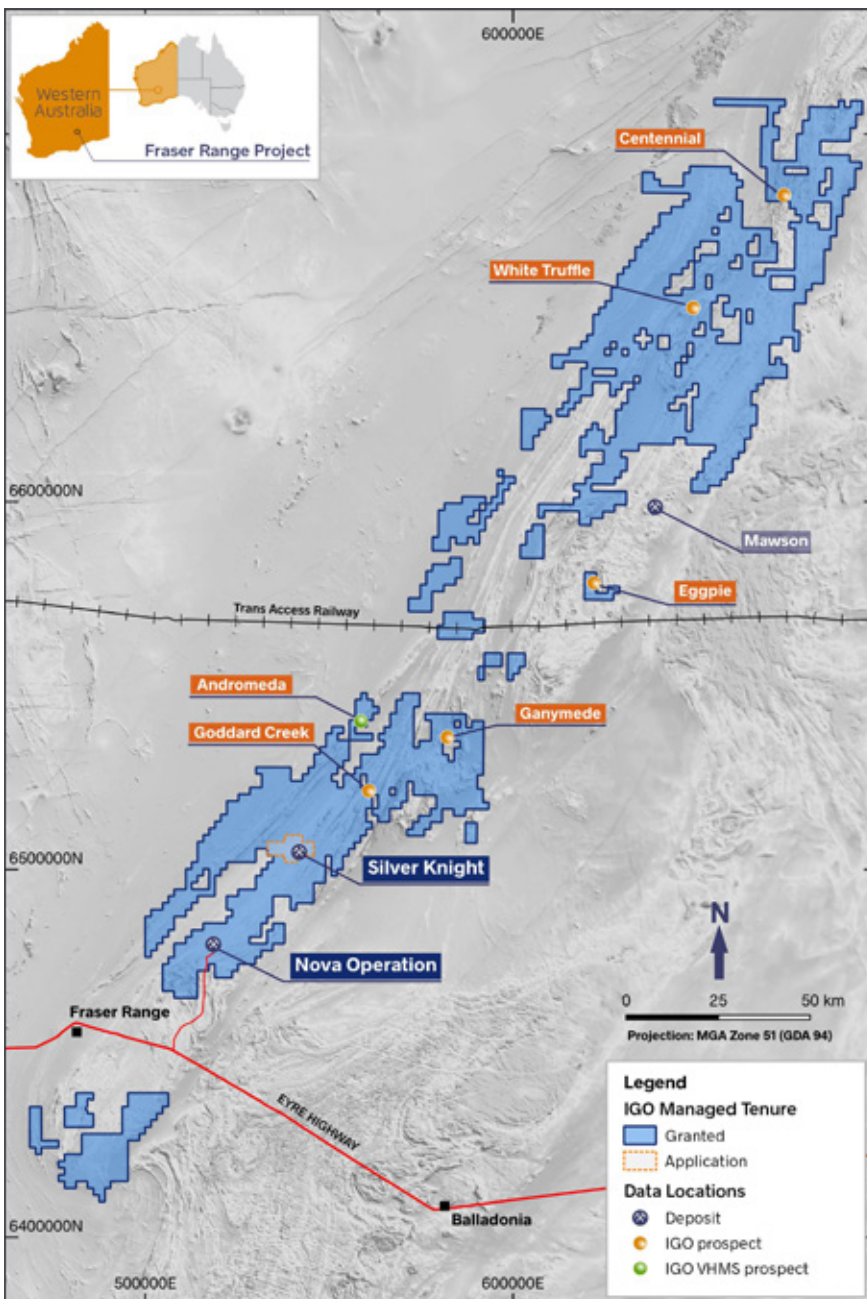 600000E
Western
Australia
Fraser Range Project
Centennial
White Truffle
6600000N
Mawson
Trans Access Railway
Eggpie
Andromeda
Ganymede
Goddard Creek
Silver Knight
6500000N
N
Nova Operation
0 25 50 km
Fraser Range
Projection: MGA Zone 51 (GDA 94)
Legend
IGO Managed Tenure
Granted
Application
EYRE HIGHWAY
Data Locations
Deposit
Balladonia
IGO prospect
6400000N
IGO VHMS prospect
500000E
600000E